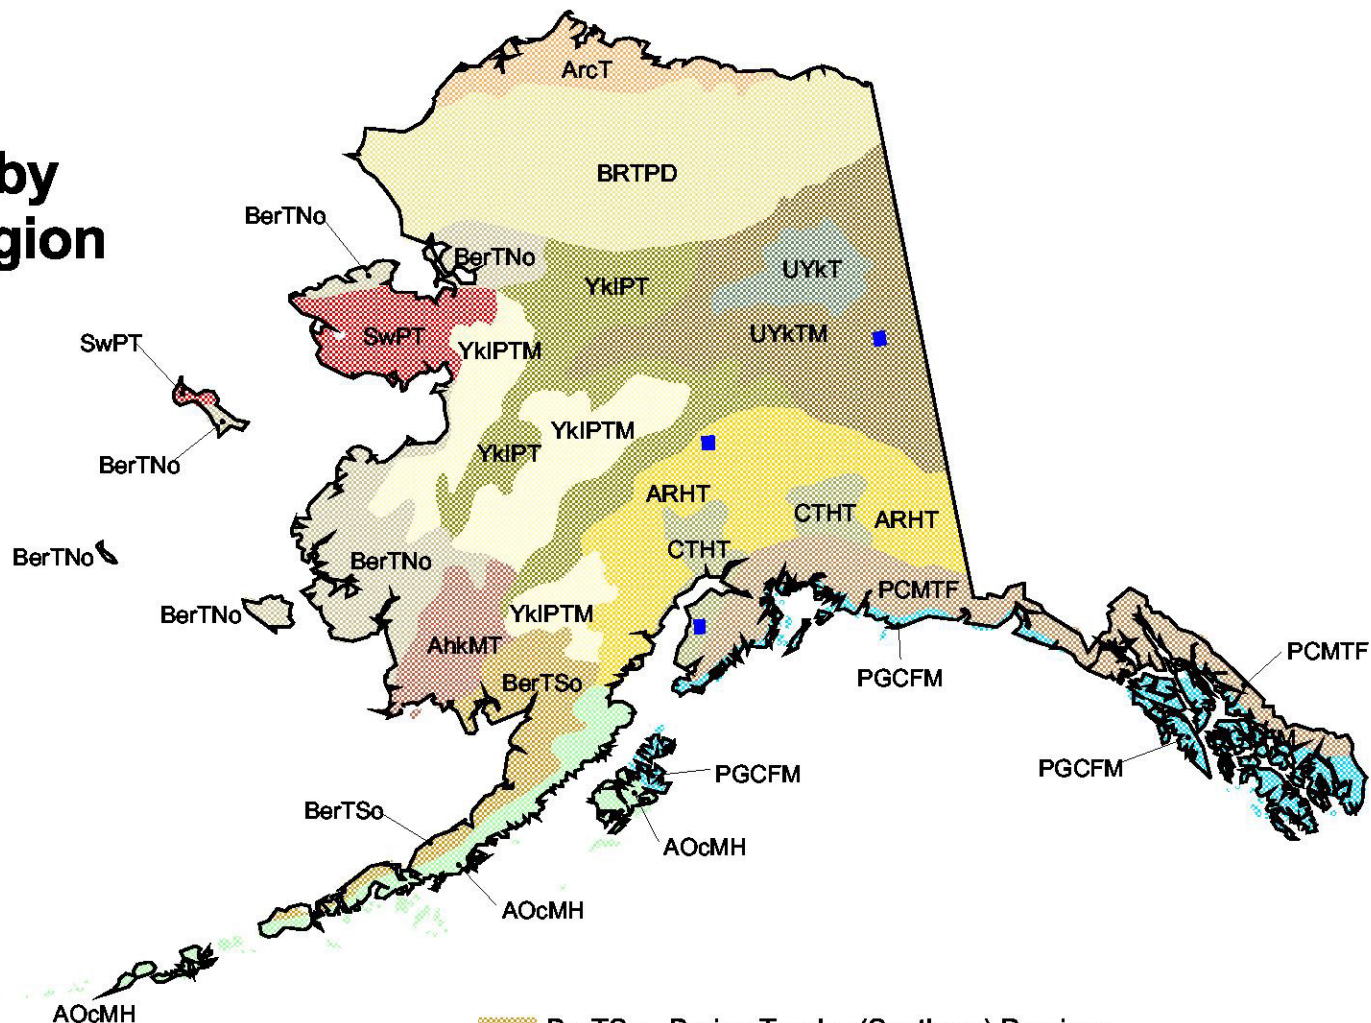 by
gion
ArcT
BRTPD
BerTNo
BerTNo
YkIPT
UYkT
UYkTM
SwPT
SwPT
YkIPTM
BerTNo
YkIPT
YkIPTM
ARHT
CTHT
ARHT
BerTNo
BerTNo
CTHT
BerTNo
YkIPTM
PCMTF
AhkMT
BerTSo
PGCFM
PCMTF
PGCFM
PGCFM
BerTSo
AOcMH
AOcMH
AOcMH